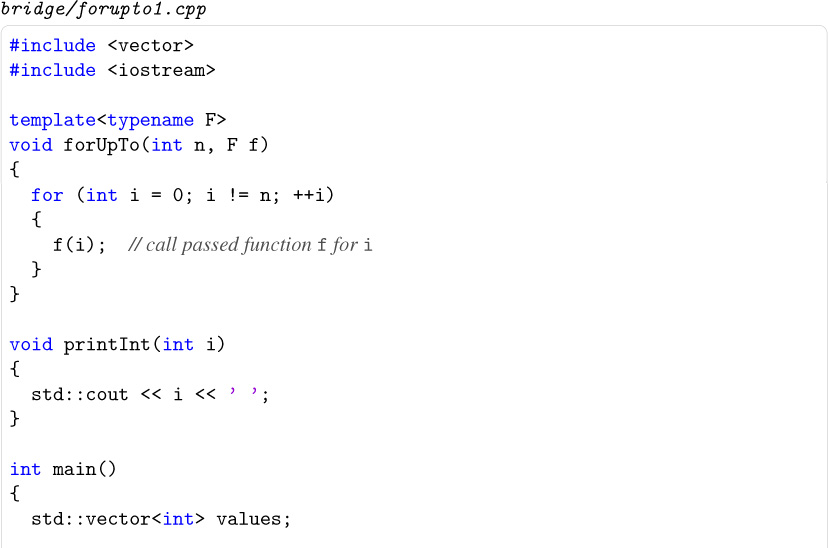 bridge/forupto1.cpp
#include <vector>
#include <iostream>
template<typename F>
void forUpTo(int n, F f)
{
for (int i = 0; i != n; ++i)
{
f(i); // call passed function f for i
}
}
void printInt(int i)
{
std::cout << i << ’ ’;
}
int main()
{
std::vector<int> values;